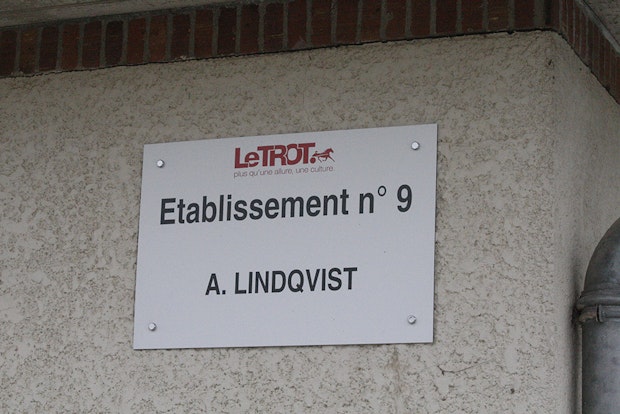 LeTROT.
plus qu'une allure, une culture
Etablissement n° 9
A. LINDQVIST